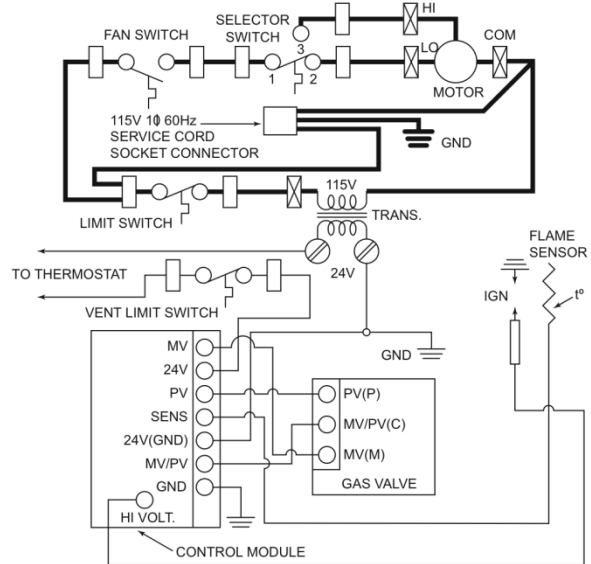 HI
SELECTOR
SWITCH
FAN SWITCH
3
LO
COM
1
2
MOTOR
115V 1ϕ 60Hz
SERVICE CORD
SOCKET CONNECTOR
GND
115V
LIMIT SWITCH
TRANS.
24V
FLAME
SENSOR
TO THERMOSTAT
IGN
t°
VENT LIMIT SWITCH
GND
MV
24V
PV
SENS
24V(GND)
MV/PV
GND
HI VOLT.
PV(P)
MV/PV(C)
MV(M)
GAS VALVE
CONTROL MODULE